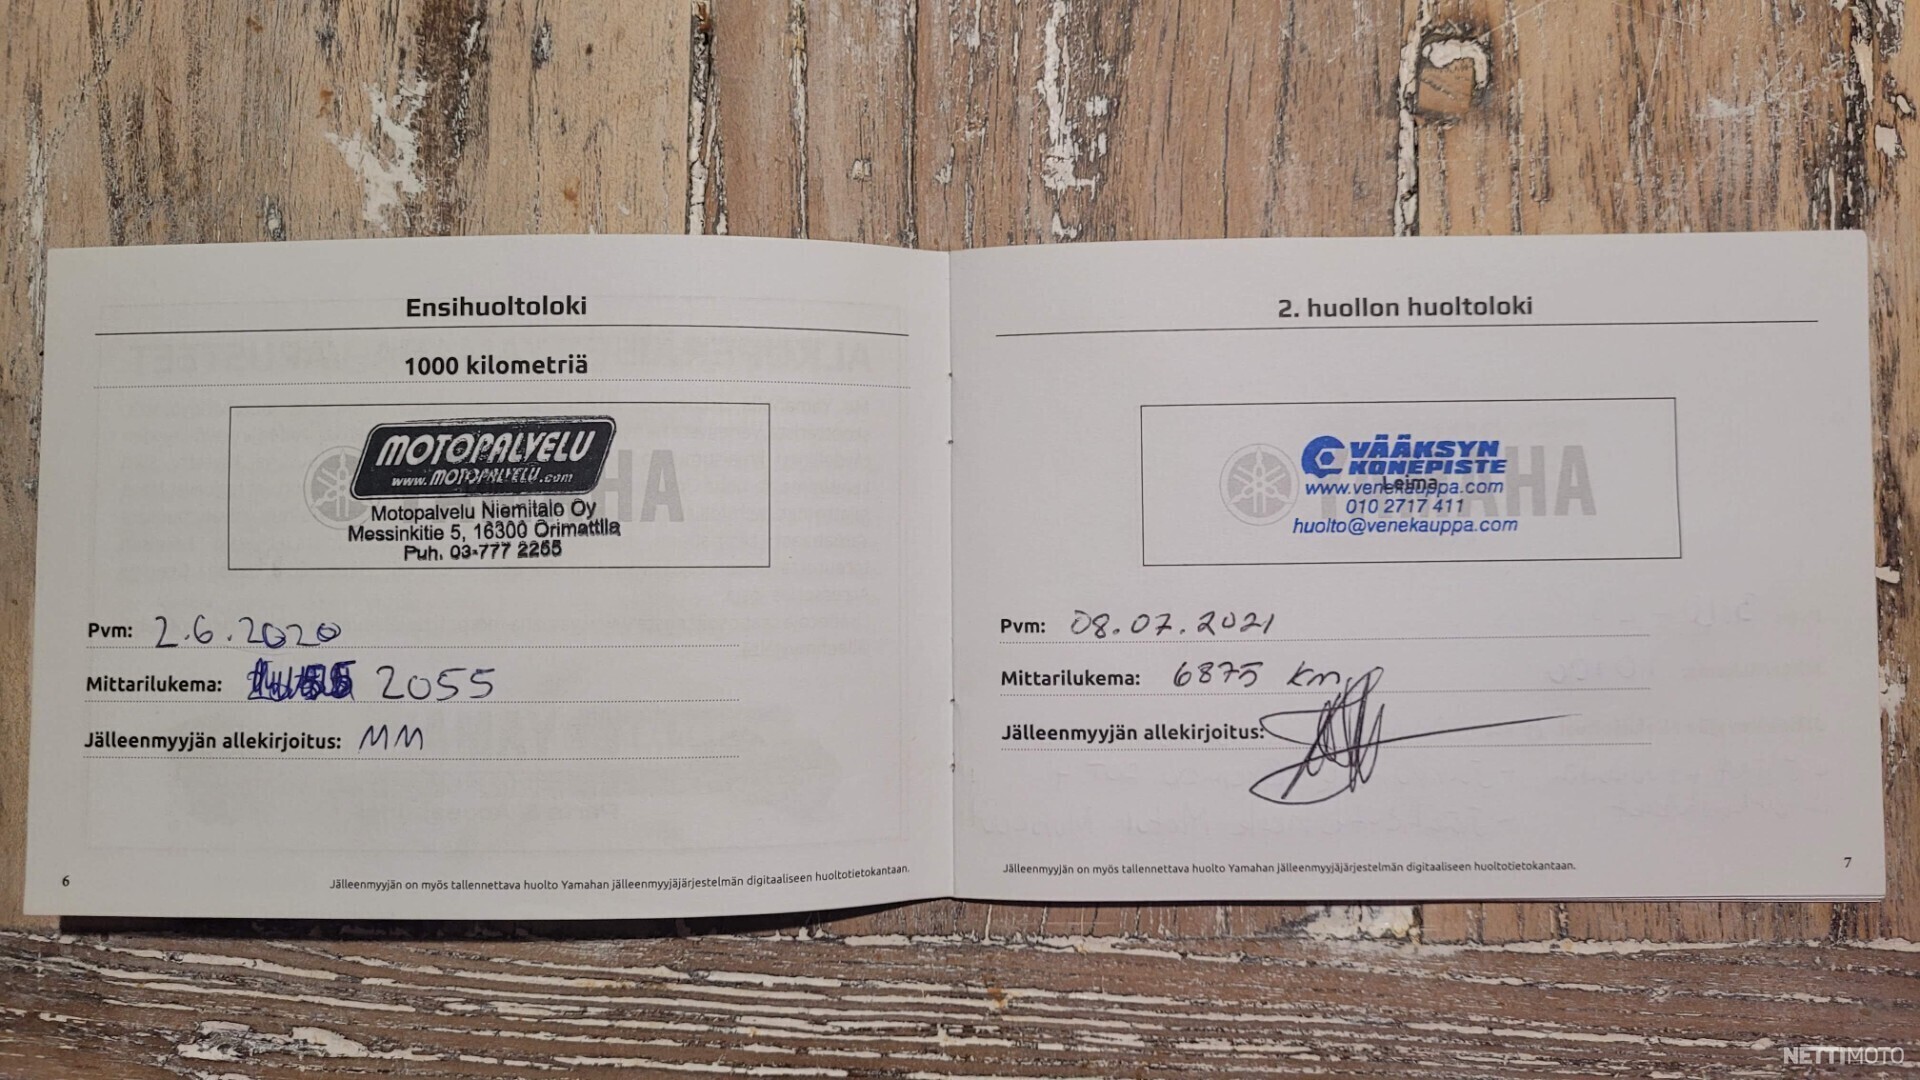 Ensihuoltoloki
1000 kilometriä
MOTOPALVELU
www.MOTOPALVELU.com
Motopalvelu Niemitalo Oy
Messinkitie 5, 16300 Orimattila
Puh. 03-777 2265
YAMAHA
Pvm: 2.6.2020
Mittarilukema: 2055
Jälleenmyyjän allekirjoitus: MM
6
Jälleenmyyjän on myös tallennettava huolto Yamahan jälleenmyyjäjärjestelmän digitaaliseen huoltotietokantaan.
2. huollon huoltoloki
VÄÄKSYN
KONEPISTE
Leima
www.venekauppa.com
010 2717 411
huolto@venekauppa.com
YAMAHA
Pvm: 08.07.2021
Mittarilukema: 6875 km
Jälleenmyyjän allekirjoitus:
Jälleenmyyjän on myös tallennettava huolto Yamahan jälleenmyyjäjärjestelmän digitaaliseen huoltotietokantaan.
7
NETTIMOTO